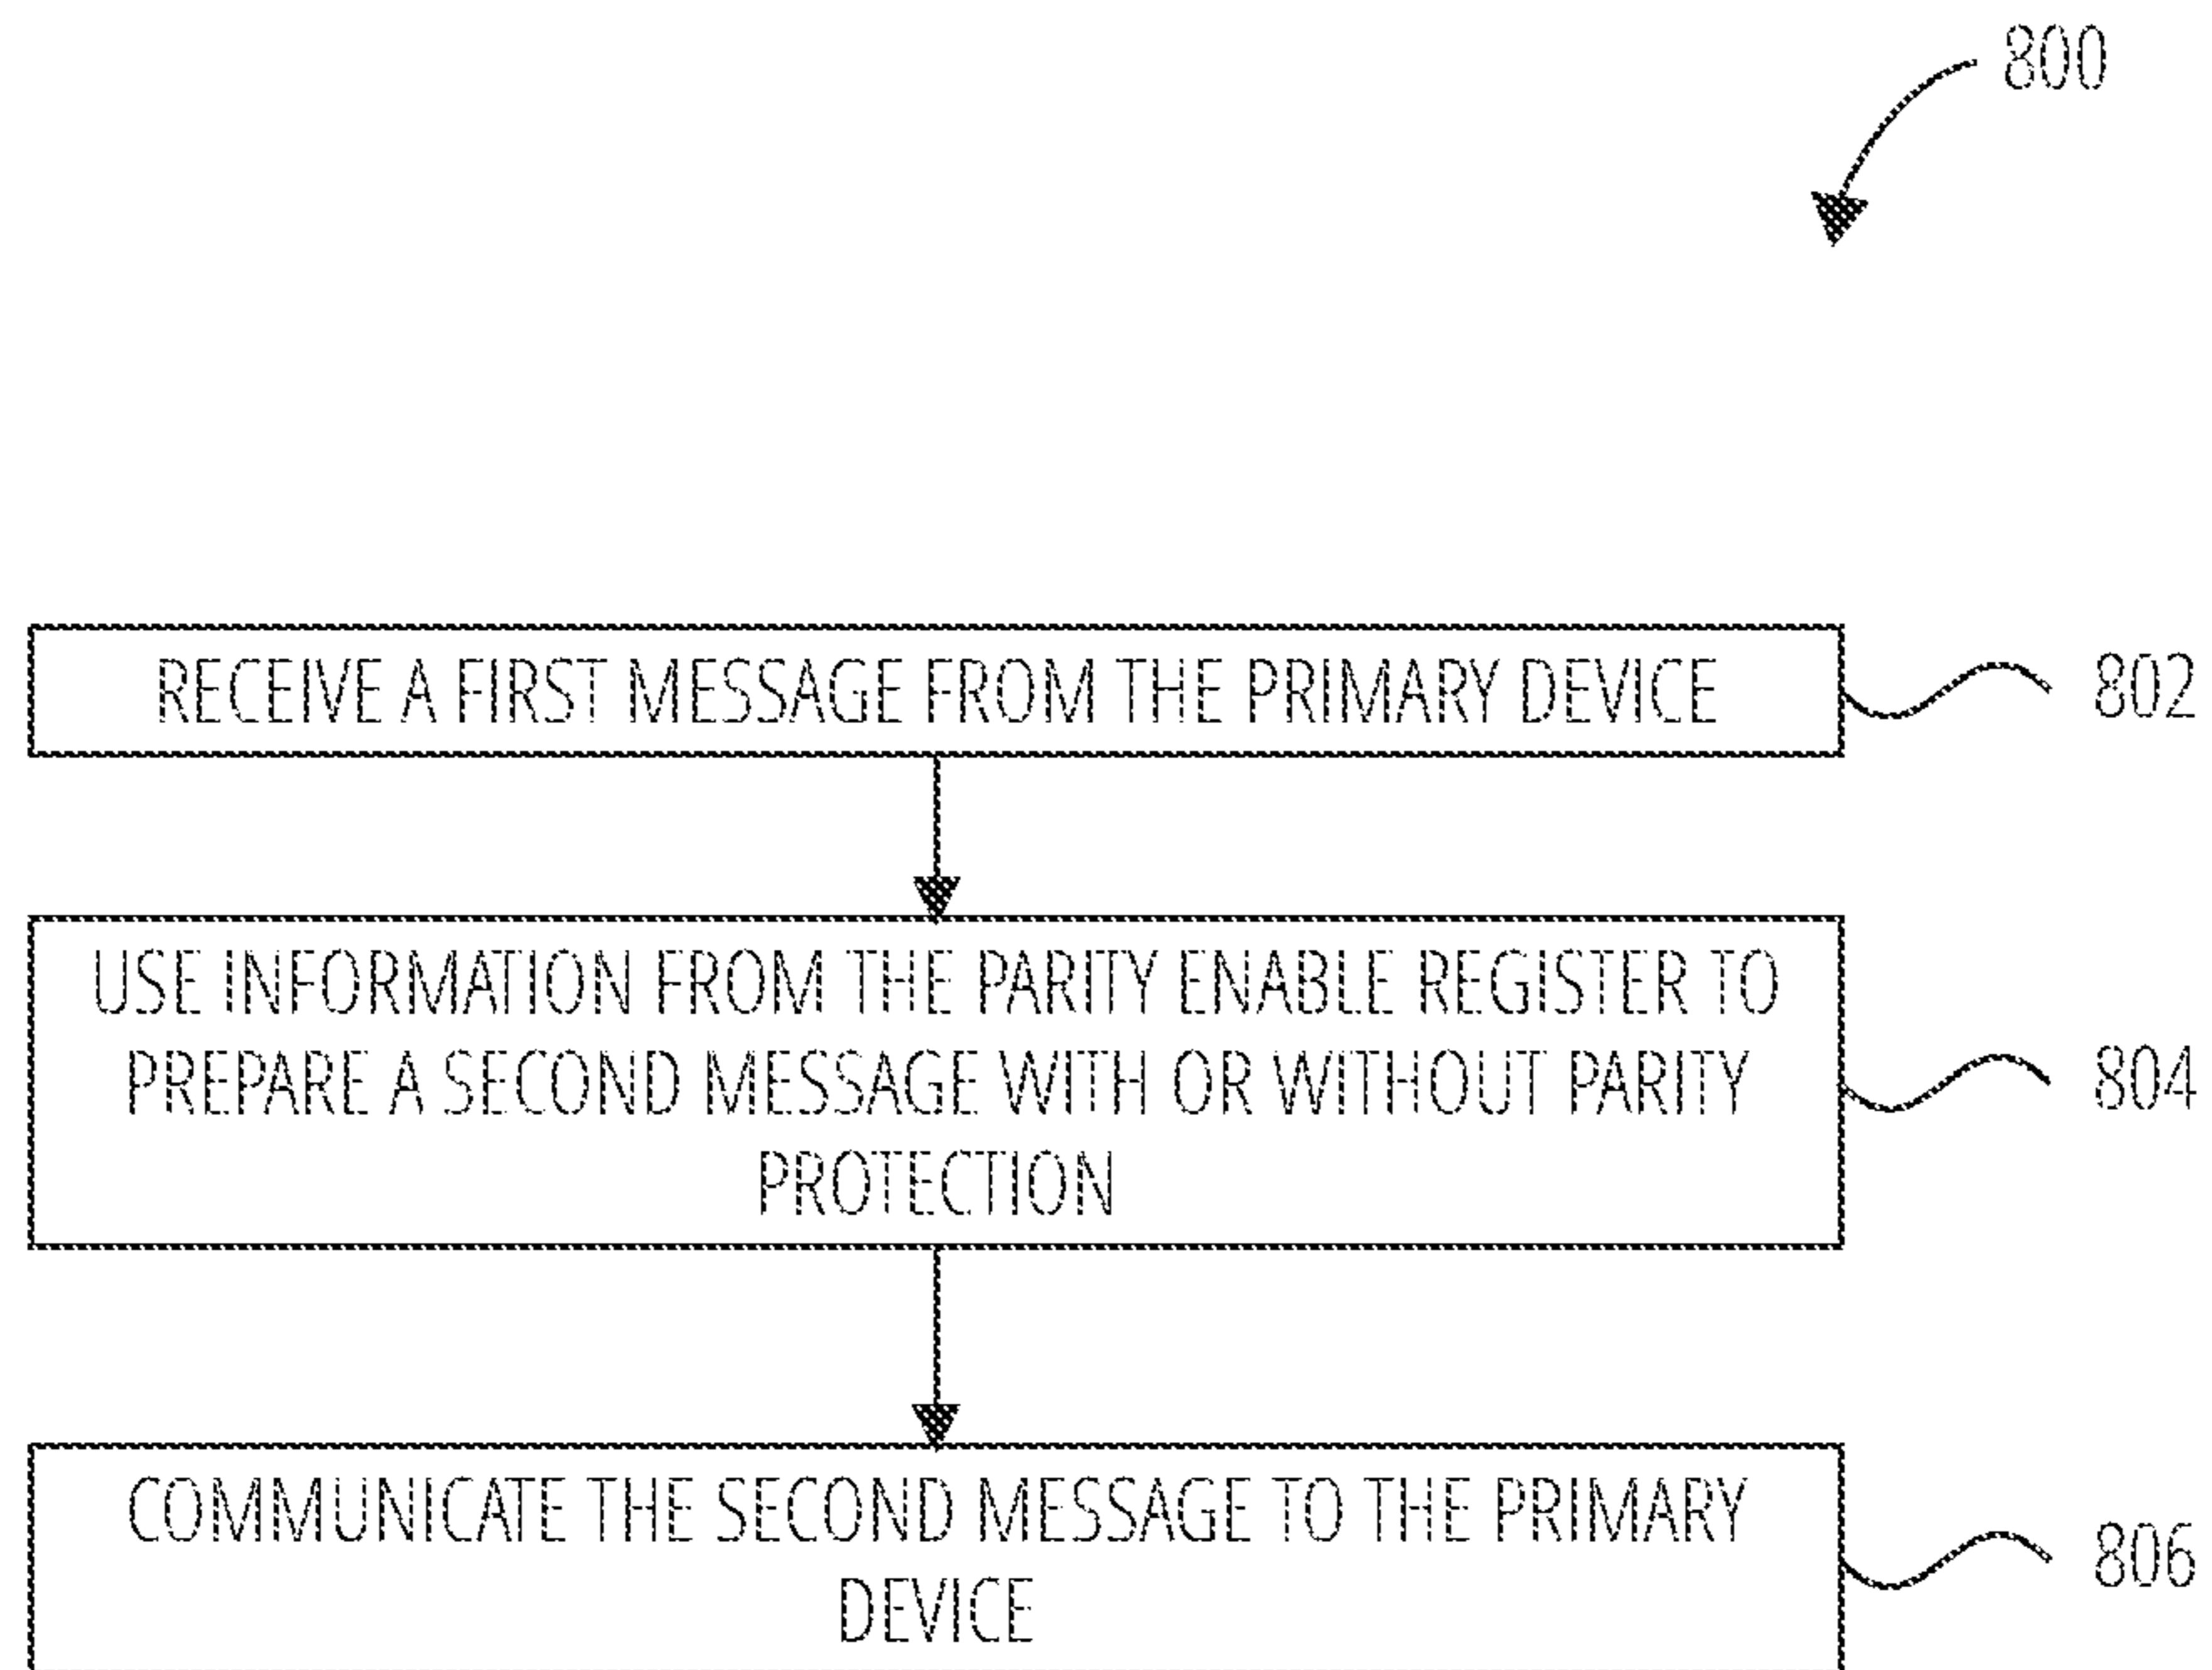 800
RECEIVE A FIRST MESSAGE FROM THE PRIMARY DEVICE
802
USE INFORMATION FROM THE PARITY ENABLE REGISTER TO
PREPARE A SECOND MESSAGE WITH OR WITHOUT PARITY
PROTECTION
804
COMMUNICATE THE SECOND MESSAGE TO THE PRIMARY
DEVICE
806